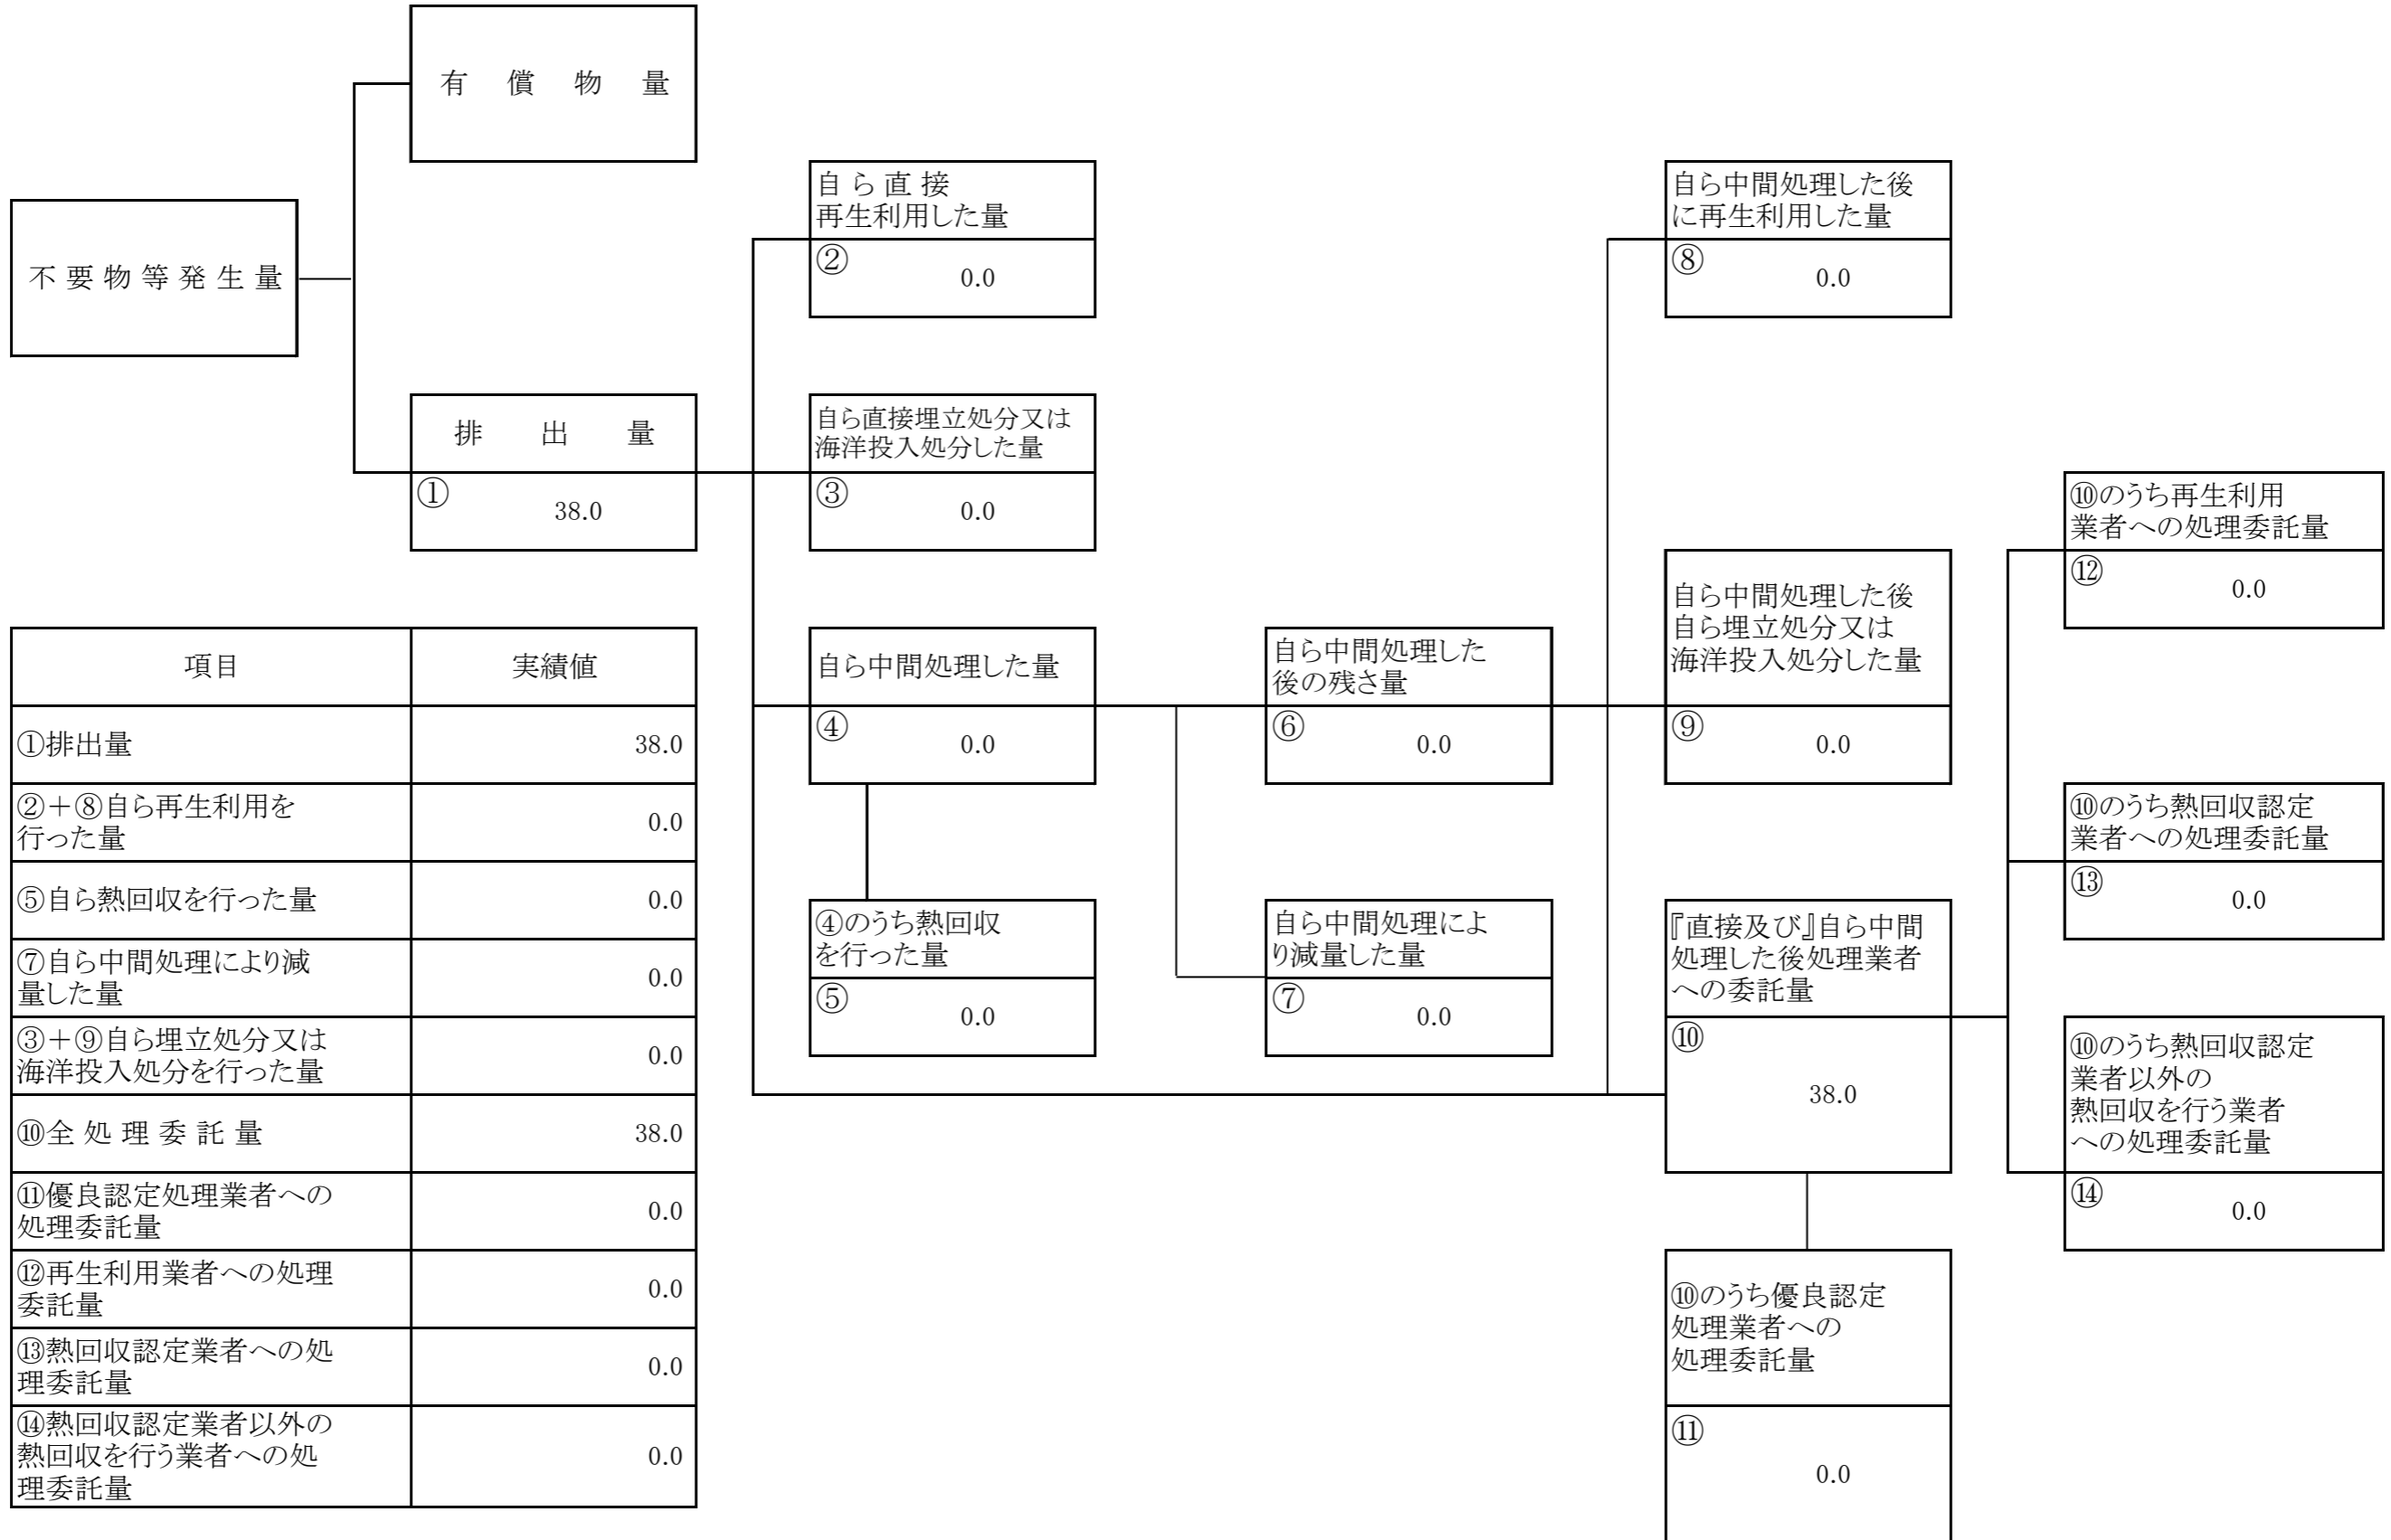 有償物量
不要物等発生量
排出量
①
38.0
自ら直接
再生利用した量
②
0.0
自ら直接埋立処分又は
海洋投入処分した量
③
0.0
自ら中間処理した量
④
0.0
④のうち熱回収
を行った量
⑤
0.0
自ら中間処理した
後の残さ量
⑥
0.0
自ら中間処理によ
り減量した量
⑦
0.0
自ら中間処理した後
に再生利用した量
⑧
0.0
自ら中間処理した後
自ら埋立処分又は
海洋投入処分した量
⑨
0.0
『直接及び』自ら中間
処理した後処理業者
への委託量
⑩
38.0
⑩のうち優良認定
処理業者への
処理委託量
⑪
0.0
⑩のうち再生利用
業者への処理委託量
⑫
0.0
⑩のうち熱回収認定
業者への処理委託量
⑬
0.0
⑩のうち熱回収認定
業者以外の
熱回収を行う業者
への処理委託量
⑭
0.0
項目 実績値
①排出量 38.0
②＋⑧自ら再生利用を
行った量 0.0
⑤自ら熱回収を行った量 0.0
⑦自ら中間処理により減
量した量 0.0
③＋⑨自ら埋立処分又は
海洋投入処分を行った量 0.0
⑩全処理委託量 38.0
⑪優良認定処理業者への
処理委託量 0.0
⑫再生利用業者への処理
委託量 0.0
⑬熱回収認定業者への処
理委託量 0.0
⑭熱回収認定業者以外の
熱回収を行う業者への処
理委託量 0.0